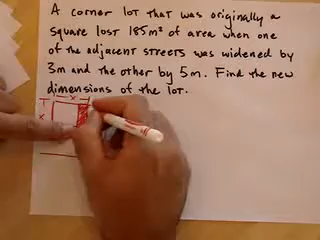 A corner lot that was originally a
square lost 185m² of area when one
of the adjacent streets was widened by
3m and the other by 5m. Find the new
dimensions of the lot.
x
x